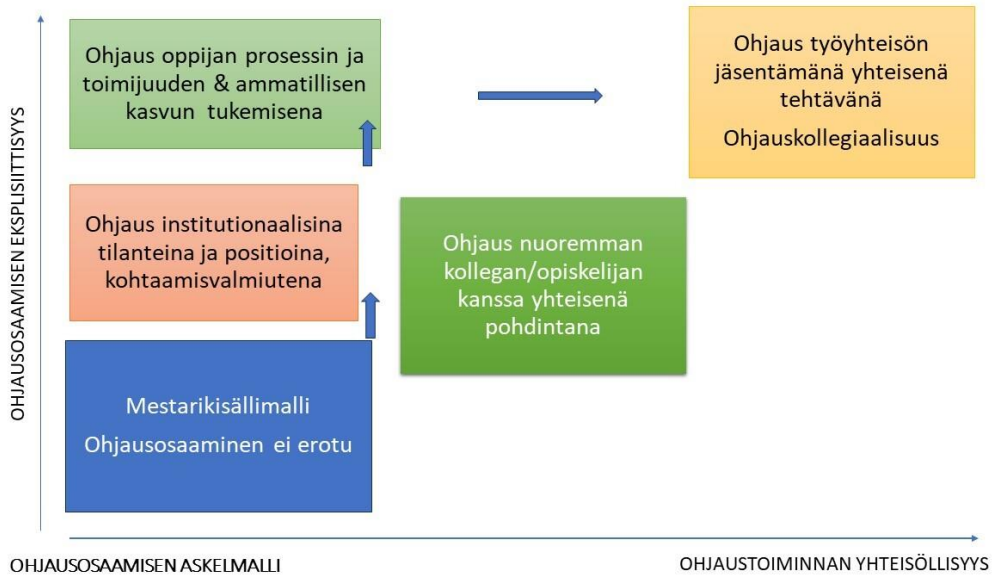 OHJAUSOSAAMISEN EKSPLISIITTISYYS
Ohjaus oppijan prosessin ja
toimijuuden & ammatillisen
kasvun tukemisena
Ohjaus työyhteisön
jäsentämänä yhteisenä
tehtävänä
Ohjauskollegiaalisuus
Ohjaus institutionaalisina
tilanteina ja positioina,
kohtaamisvalmiutena
Ohjaus nuoremman
kollegan/opiskelijan
kanssa yhteisenä
pohdintana
Mestarikisällimalli
Ohjausosaaminen ei erotu
OHJAUSOSAAMISEN ASKELMALLI
OHJAUSTOIMINNAN YHTEISÖLLISYYS